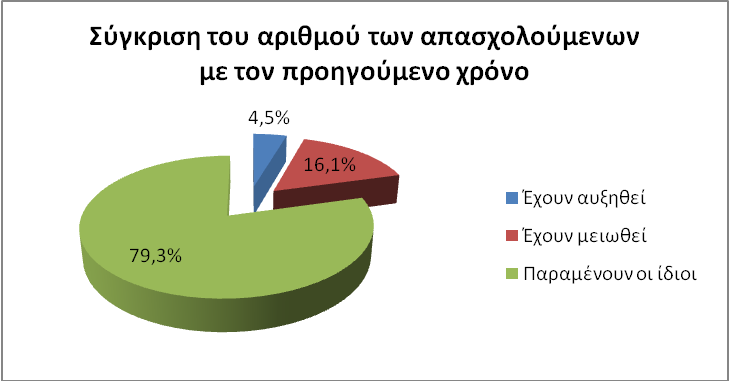 Σύγκριση του αριθμού των απασχολούμενων
με τον προηγούμενο χρόνο
4,5%
16,1%
79,3%
Έχουν αυξηθεί
Έχουν μειωθεί
Παραμένουν οι ίδιοι